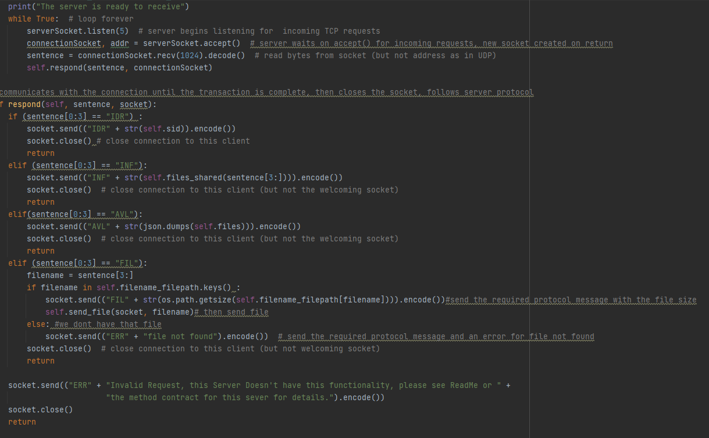 print("The server is ready to receive")
while True:  # loop forever
    serverSocket.listen(5)  # server begins listening for  incoming TCP requests
    connectionSocket, addr = serverSocket.accept()  # server waits on accept() for incoming requests, new socket created on return
    sentence = connectionSocket.recv(1024).decode()  # read bytes from socket (but not address as in UDP)
    self.respond(sentence, connectionSocket)
communicates with the connection until the transaction is complete, then closes the socket, follows server protocol
f respond(self, sentence, socket):
    if (sentence[0:3] == "IDR") :
        socket.send(("IDR" + str(self.sid)).encode())
        socket.close() # close connection to this client
        return
    elif (sentence[0:3] == "INF"):
        socket.send(("INF" + str(self.files_shared(sentence[3:]))).encode())
        socket.close()  # close connection to this client (but not the welcoming socket)
        return
    elif(sentence[0:3] == "AVL"):
        socket.send(("AVL" + str(json.dumps(self.files))).encode())
        socket.close()  # close connection to this client (but not the welcoming socket)
        return
    elif (sentence[0:3] == "FIL"):
        filename = sentence[3:]
        if filename in self.filename_filepath.keys() :
            socket.send(("FIL" + str(os.path.getsize(self.filename_filepath[filename]))).encode())#send the required protocol message with the file size
            self.send_file(socket, filename)# then send file
        else: #we dont have that file
            socket.send(("ERR" + "file not found").encode())  # send the required protocol message and an error for file not found
        socket.close()  # close connection to this client (but not welcoming socket)
        return
    socket.send(("ERR" + "Invalid Request, this Server Doesn't have this functionality, please see ReadMe or " +
                 "the method contract for this sever for details.").encode())
    socket.close()
    return